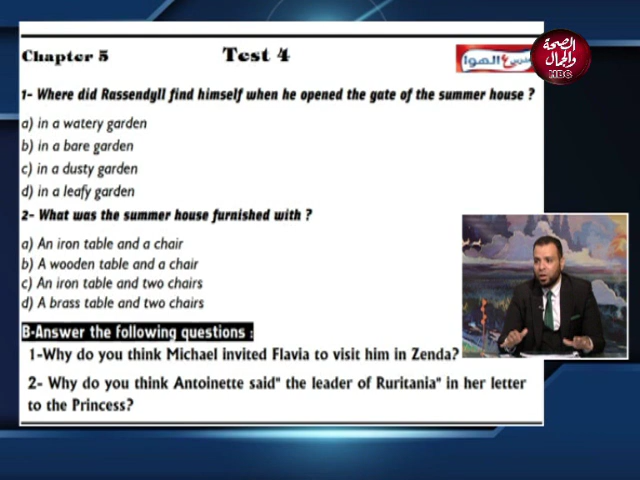 Chapter 5
Test 4
ع الهوا
الصحة
والجمال
HBC
1- Where did Rassendyll find himself when he opened the gate of the summer house ?
a) in a watery garden
b) in a bare garden
c) in a dusty garden
d) in a leafy garden
2- What was the summer house furnished with ?
a) An iron table and a chair
b) A wooden table and a chair
c) An iron table and two chairs
d) A brass table and two chairs
B-Answer the following questions :
1-Why do you think Michael invited Flavia to visit him in Zenda?
2- Why do you think Antoinette said" the leader of Ruritania" in her letter
to the Princess?